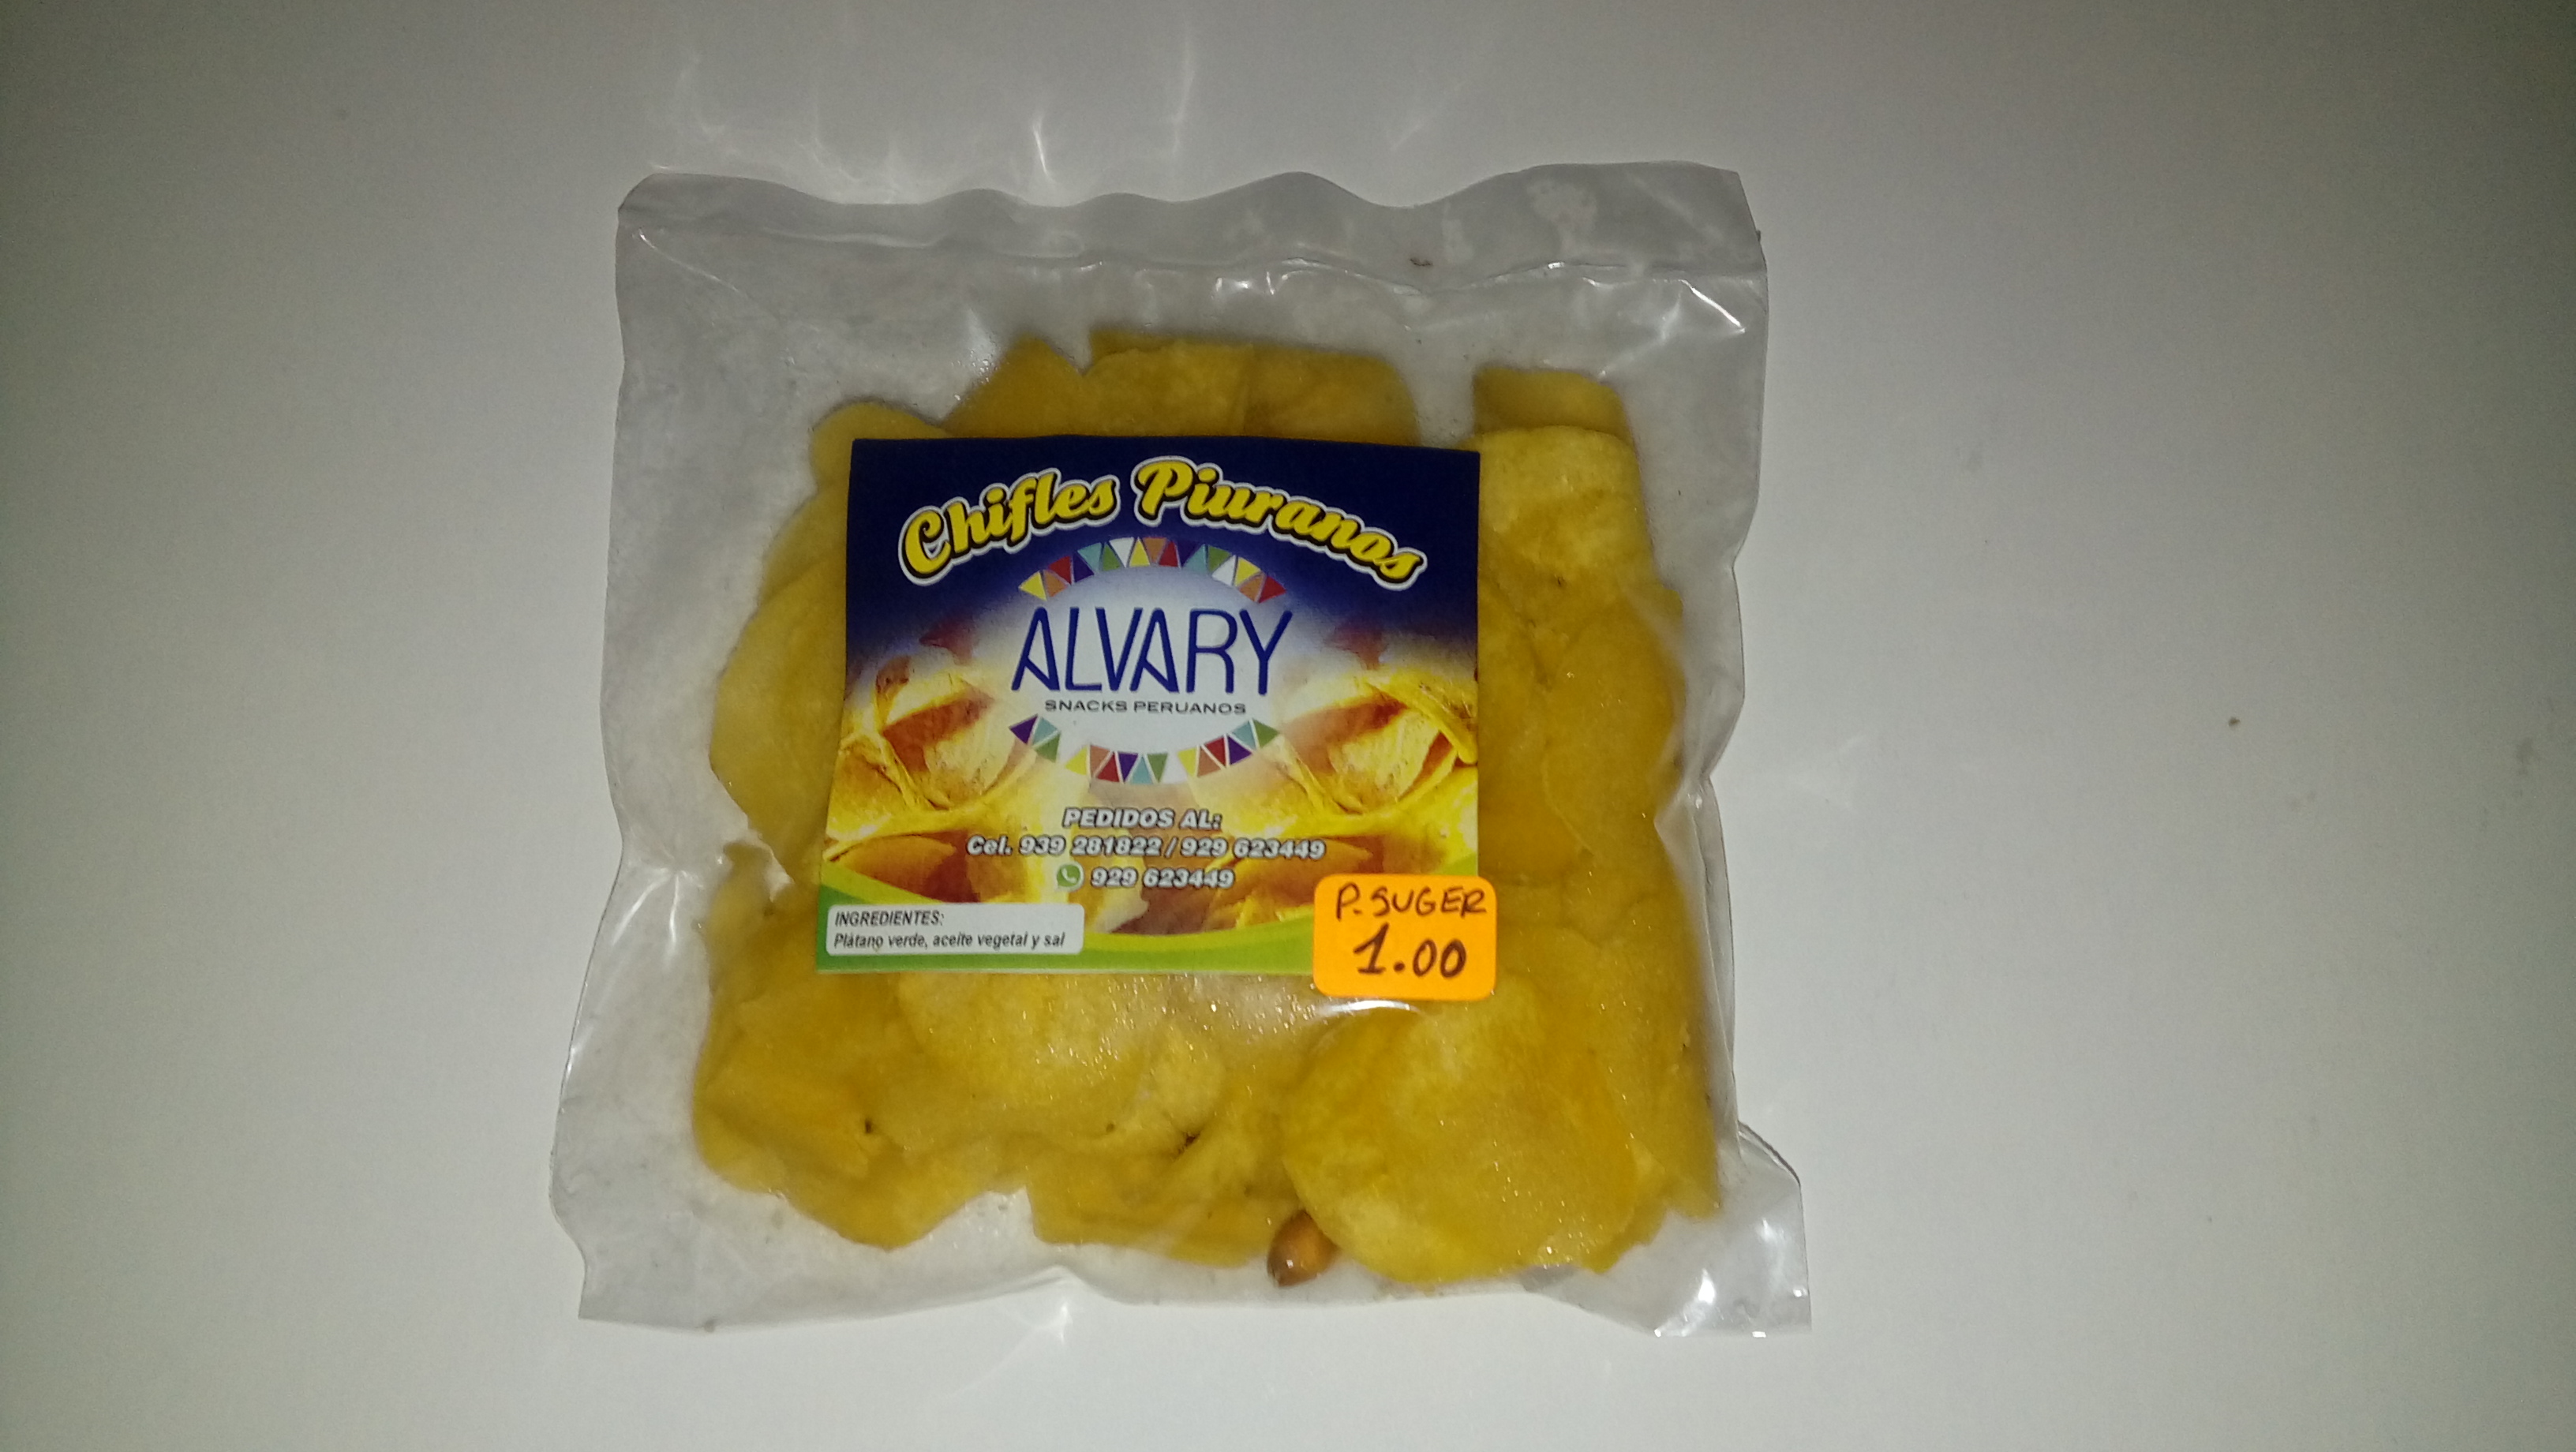 Chifles Piuranos
ALVARY
SNACKS PERUANOS
PEDIDOS AL:
Cel. 939 281822 / 929 623449
929 623449
INGREDIENTES:
Plátano verde, aceite vegetal y sal
P. SUGER
1.00